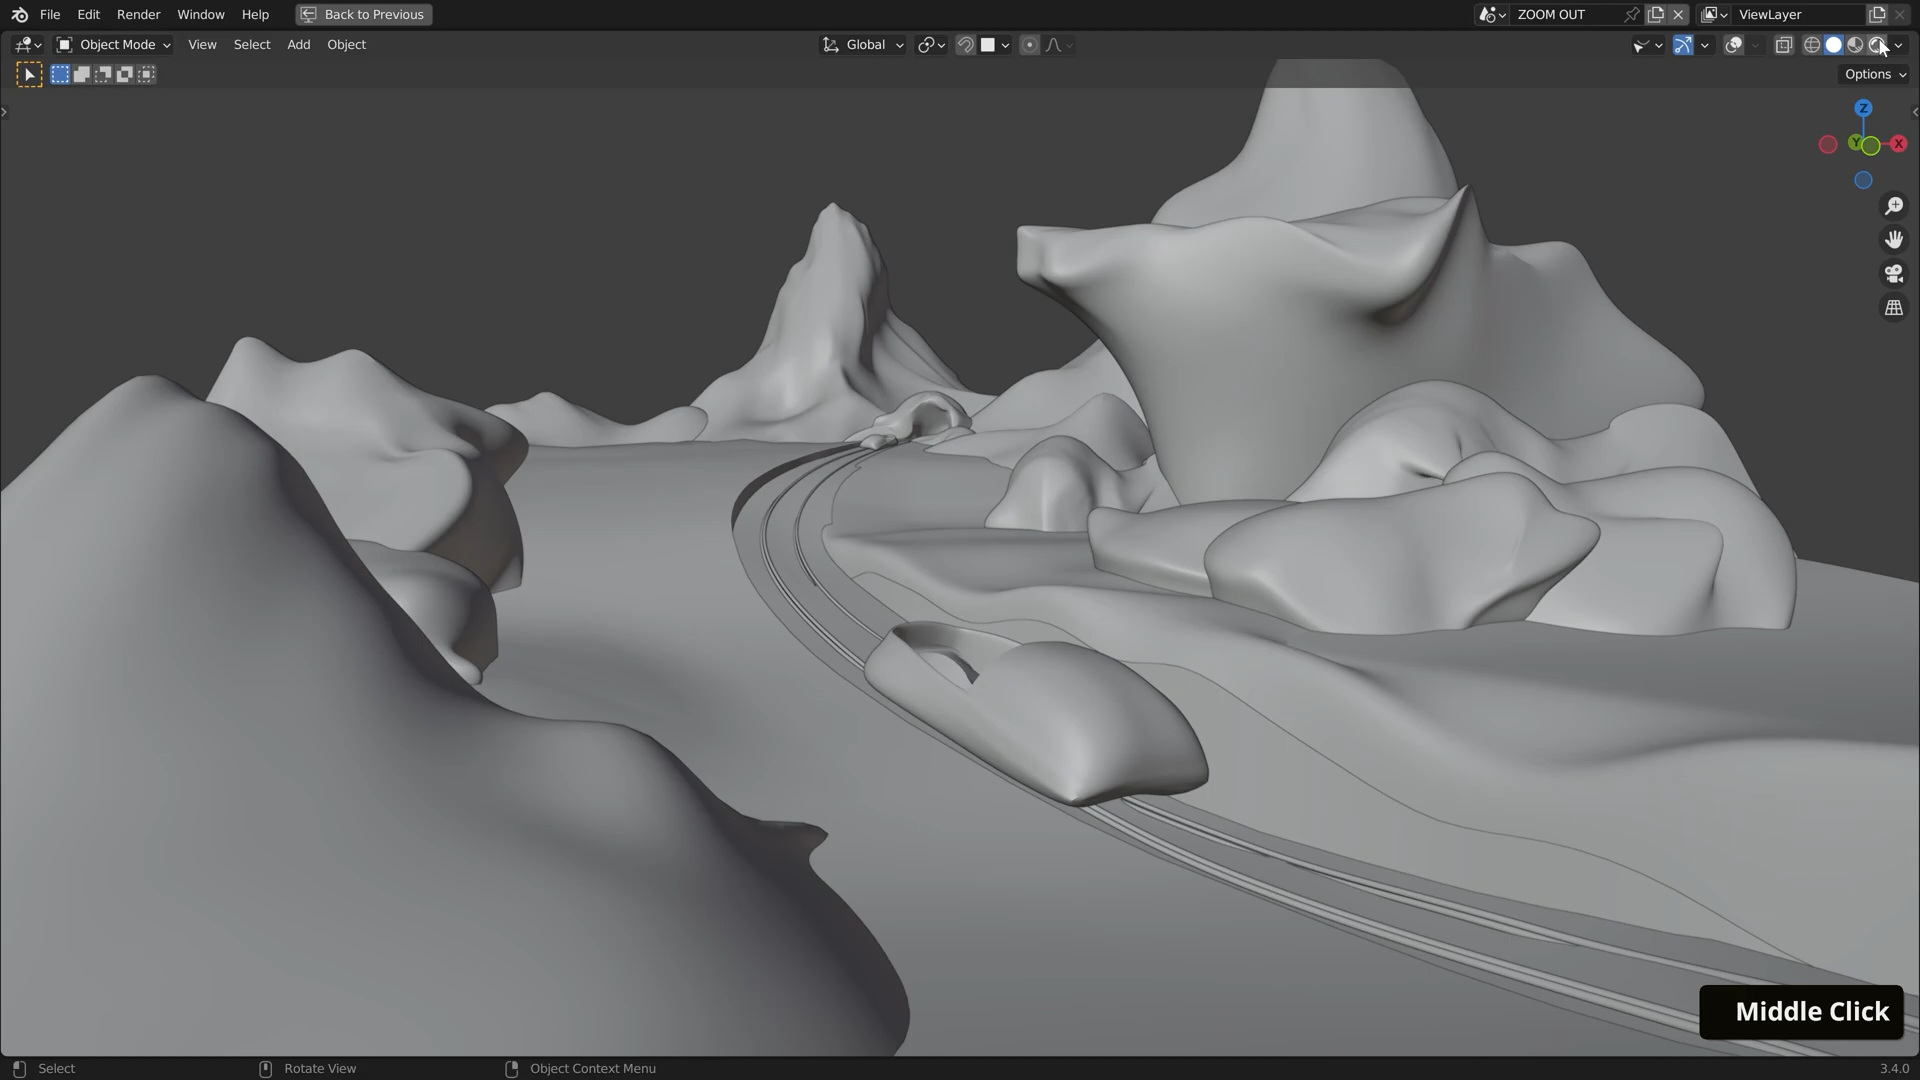 File Edit Render Window Help Back to Previous ZOOM OUT ViewLayer
Object Mode View Select Add Object Global
Options
Z
Y X
Middle Click
Select Rotate View Object Context Menu 3.4.0